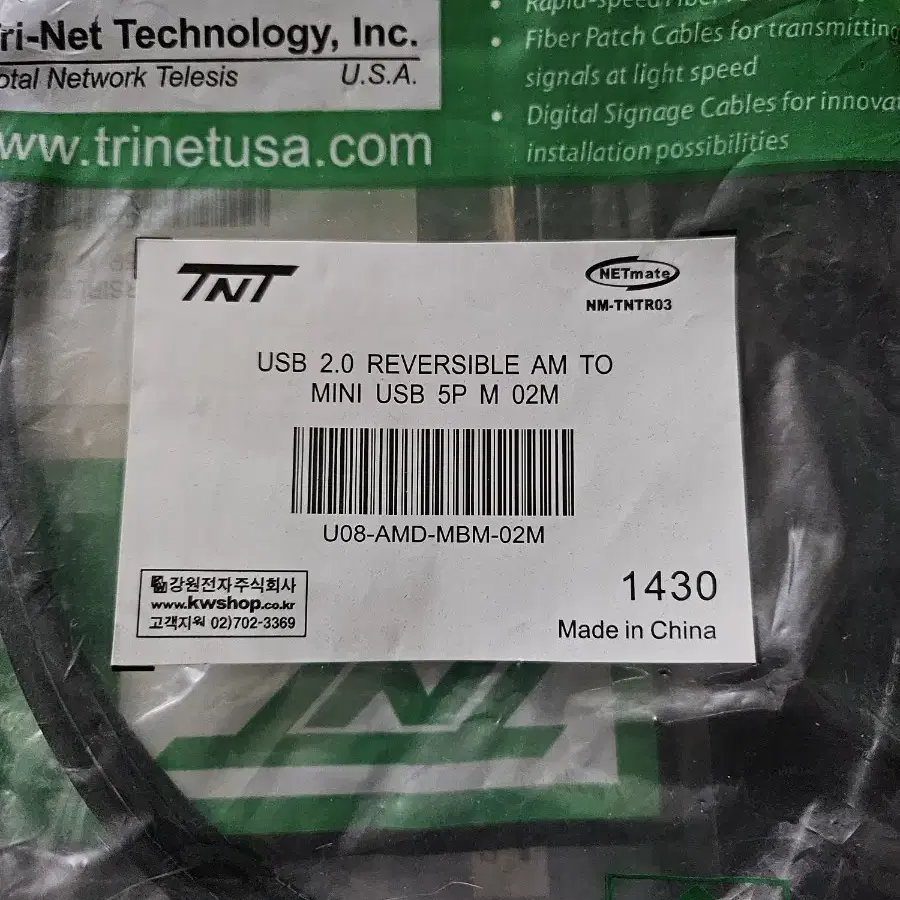 ri-Net Technology, Inc.
otal Network Telesis U.S.A.
ww.trinetusa.com
Fiber Patch Cables for transmitting
signals at light speed
• Digital Signage Cables for innova
installation possibilities
TNT
NETmate
NM-TNTR03
USB 2.0 REVERSIBLE AM TO
MINI USB 5P M 02M
U08-AMD-MBM-02M
강원전자주식회사
www.kwshop.co.kr
고객지원 02)702-3369
1430
Made in China